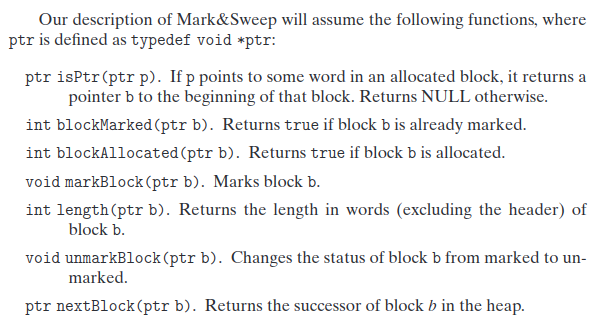 Our description of Mark&Sweep will assume the following functions, where
ptr is defined as typedef void *ptr:
ptr isPtr(ptr p). If p points to some word in an allocated block, it returns a
pointer b to the beginning of that block. Returns NULL otherwise.
int blockMarked(ptr b). Returns true if block b is already marked.
int blockAllocated(ptr b). Returns true if block b is allocated.
void markBlock(ptr b). Marks block b.
int length(ptr b). Returns the length in words (excluding the header) of
block b.
void unmarkBlock(ptr b). Changes the status of block b from marked to un-
marked.
ptr nextBlock(ptr b). Returns the successor of block b in the heap.